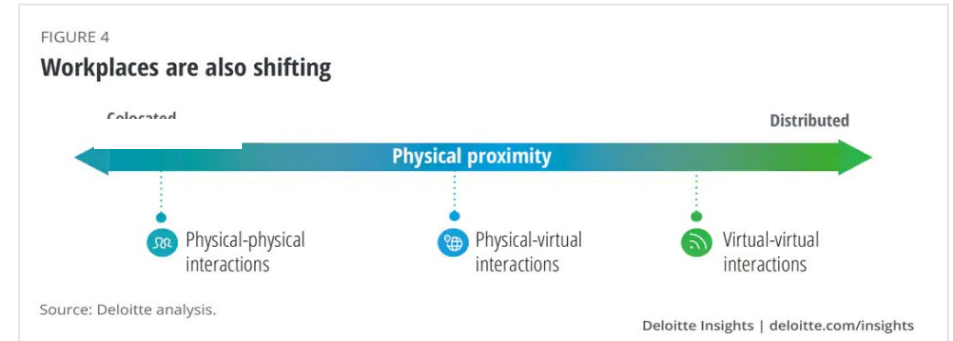 FIGURE 4
Workplaces are also shifting
Colocated
Distributed
Physical proximity
Physical-physical
interactions
Physical-virtual
interactions
Virtual-virtual
interactions
Source: Deloitte analysis.
Deloitte Insights | deloitte.com/insights